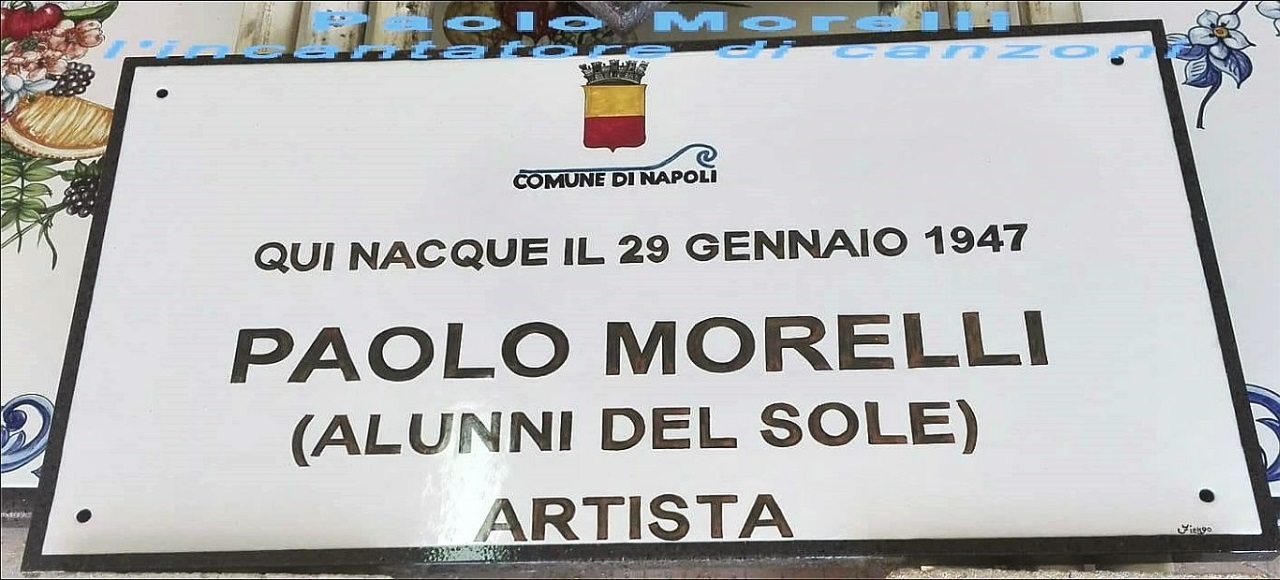 Paolo Morelli
l'incantatore di canzoni
COMUNE DI NAPOLI
QUI NACQUE IL 29 GENNAIO 1947
PAOLO MORELLI
(ALUNNI DEL SOLE)
ARTISTA